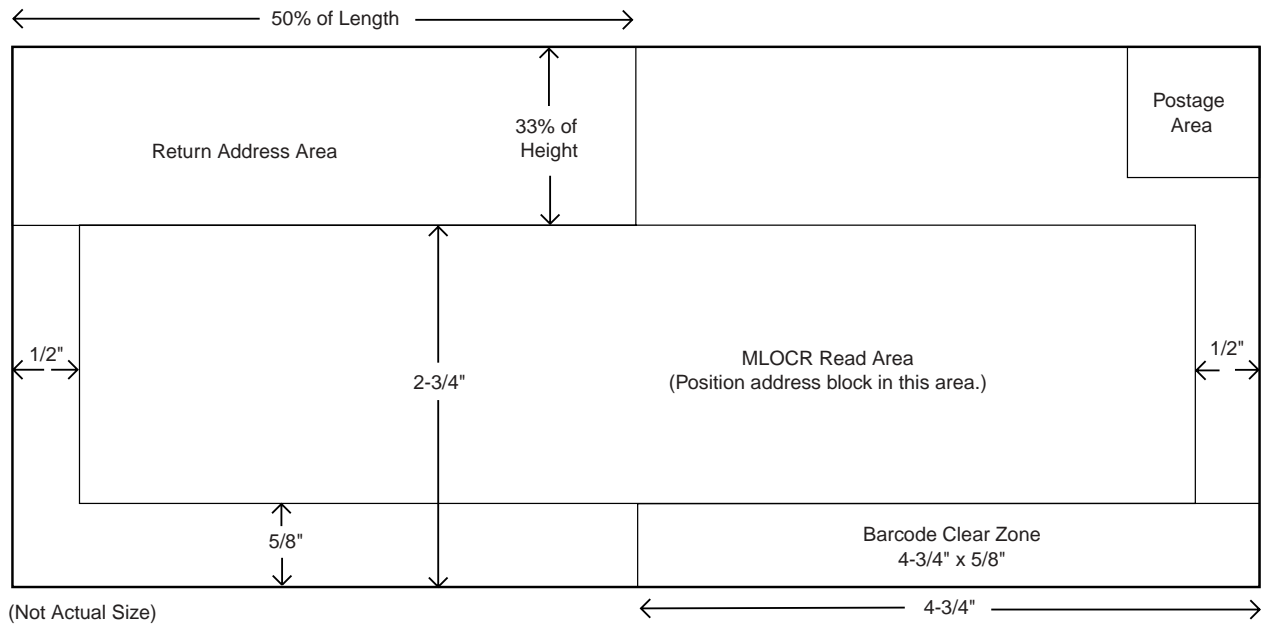 50% of Length
Postage
Area
33% of
Height
Return Address Area
1/2"
2-3/4"
MLOCR Read Area
(Position address block in this area.)
1/2"
5/8"
Barcode Clear Zone
4-3/4" x 5/8"
(Not Actual Size)
4-3/4"